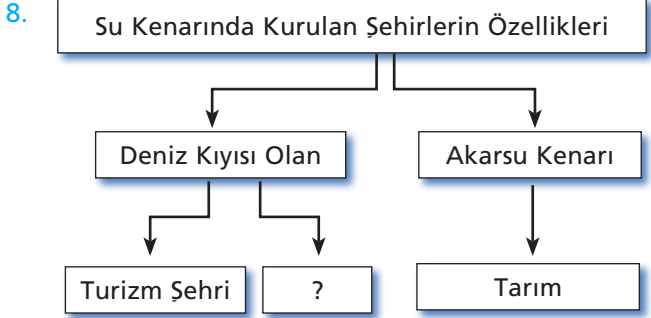 8.
Su Kenarında Kurulan Şehirlerin Özellikleri
Deniz Kıyısı Olan
Akarsu Kenarı
Turizm Şehri
?
Tarım